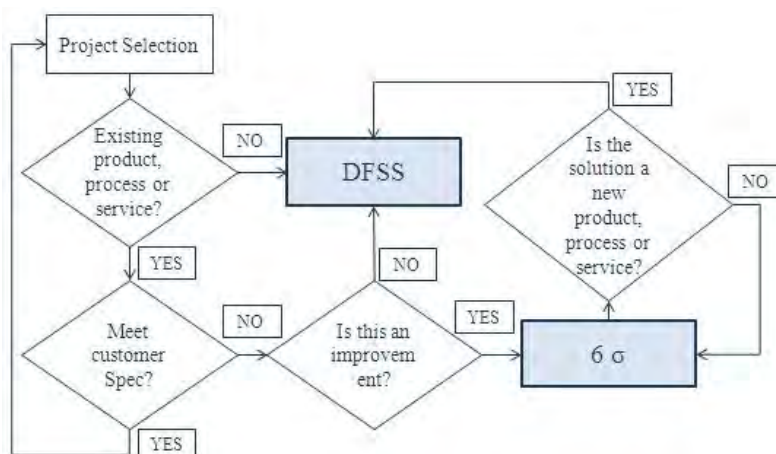 Project Selection
YES
Existing
product,
process or
service?
NO
DFSS
Is the
solution a
new
product,
process or
service?
NO
YES
NO
Meet
customer
Spec?
NO
Is this an
improvem
ent?
YES
6 σ
YES